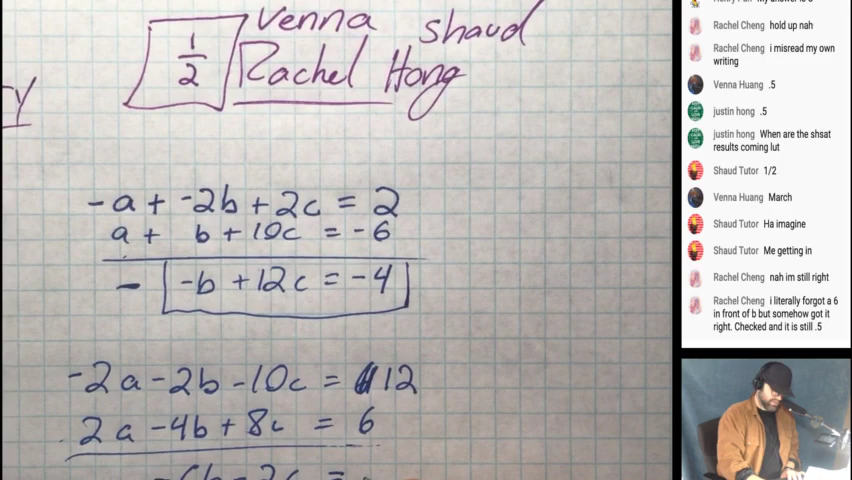 Venna shaud
1/2 Rachel Hong
y
-a + -2b + 2c = 2
a + b + 10c = -6
- -b + 12c = -4
-2a - 2b - 10c = 12
2a - 4b + 8c = 6
-6b - 2c =
Rachel Cheng hold up nah
Rachel Cheng i misread my own
writing
Venna Huang .5
justin hong .5
justin hong When are the shsat
results coming lut
Shaud Tutor 1/2
Venna Huang March
Shaud Tutor Ha imagine
Shaud Tutor Me getting in
Rachel Cheng nah im still right
Rachel Cheng i literally forgot a 6
in front of b but somehow got it
right. Checked and it is still .5